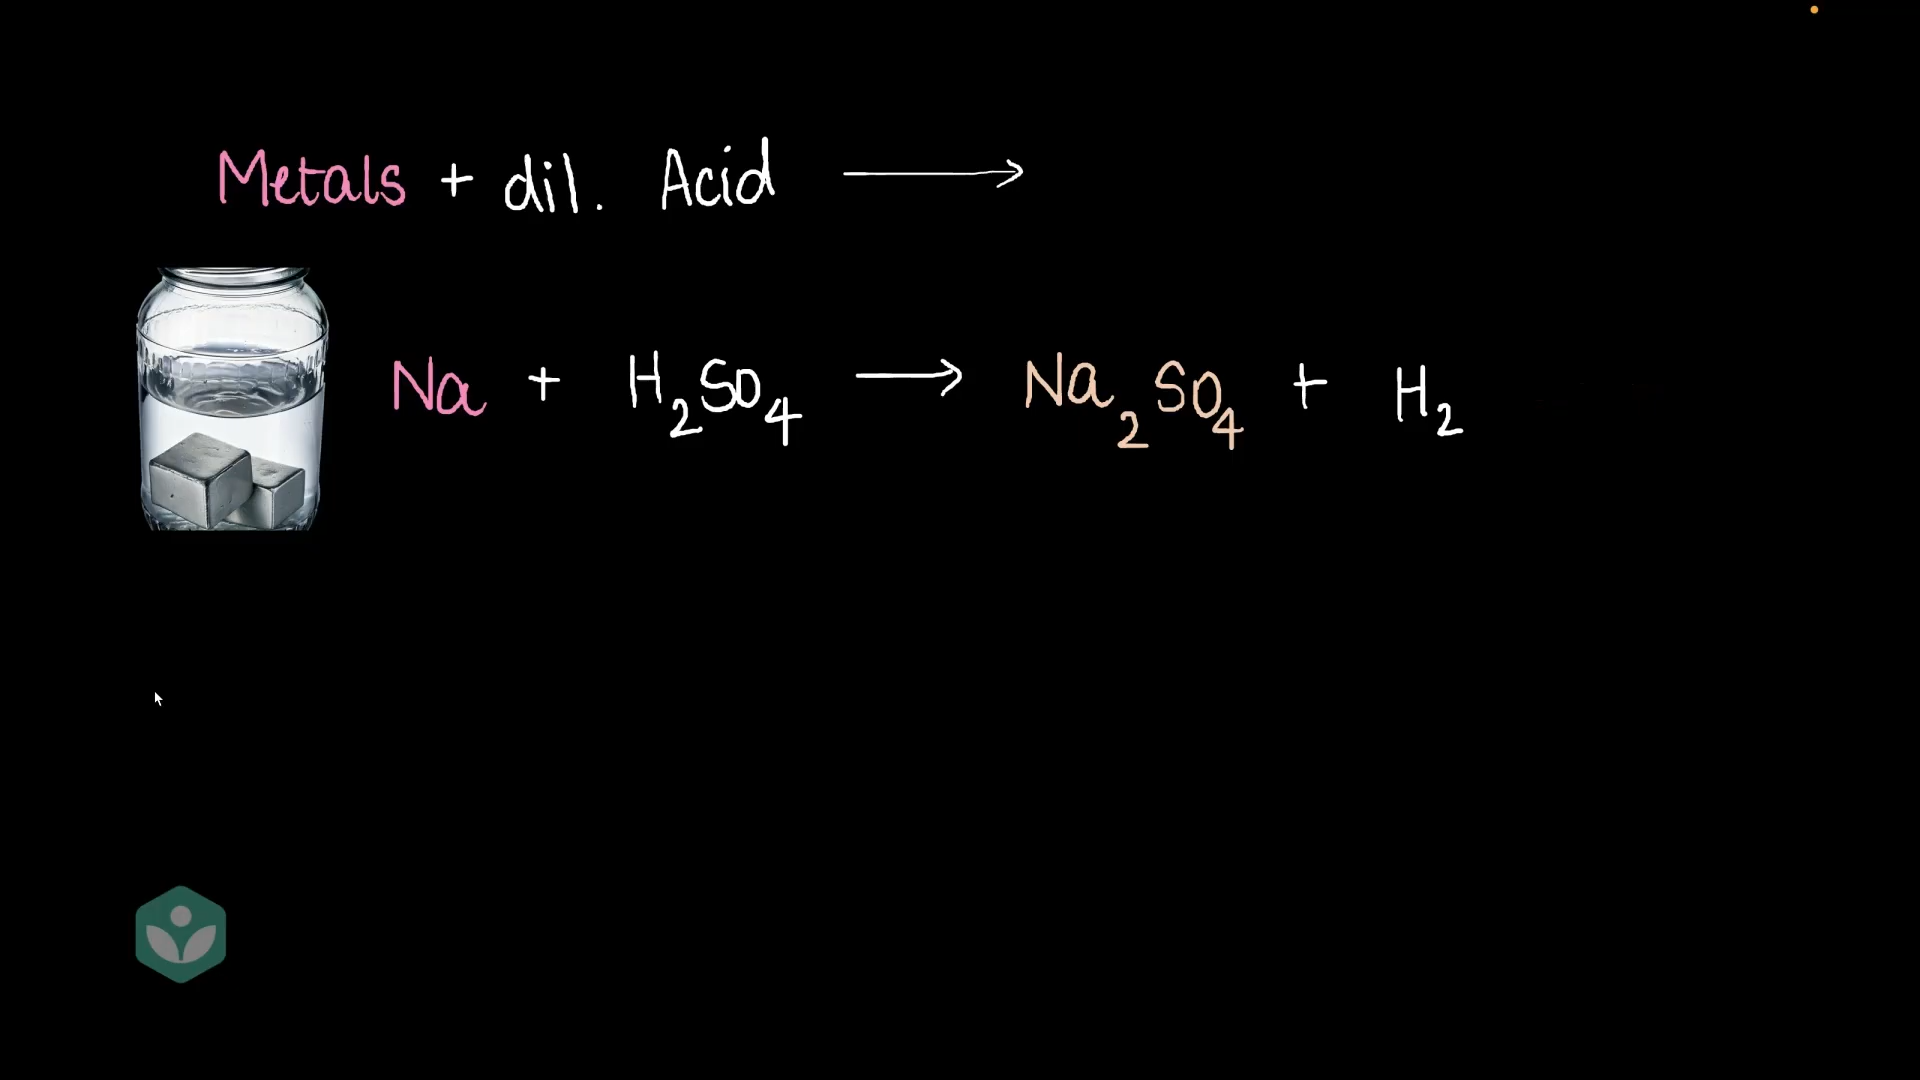 Metals + dil. Acid ⟶
Na + H₂SO₄ ⟶ Na₂SO₄ + H₂